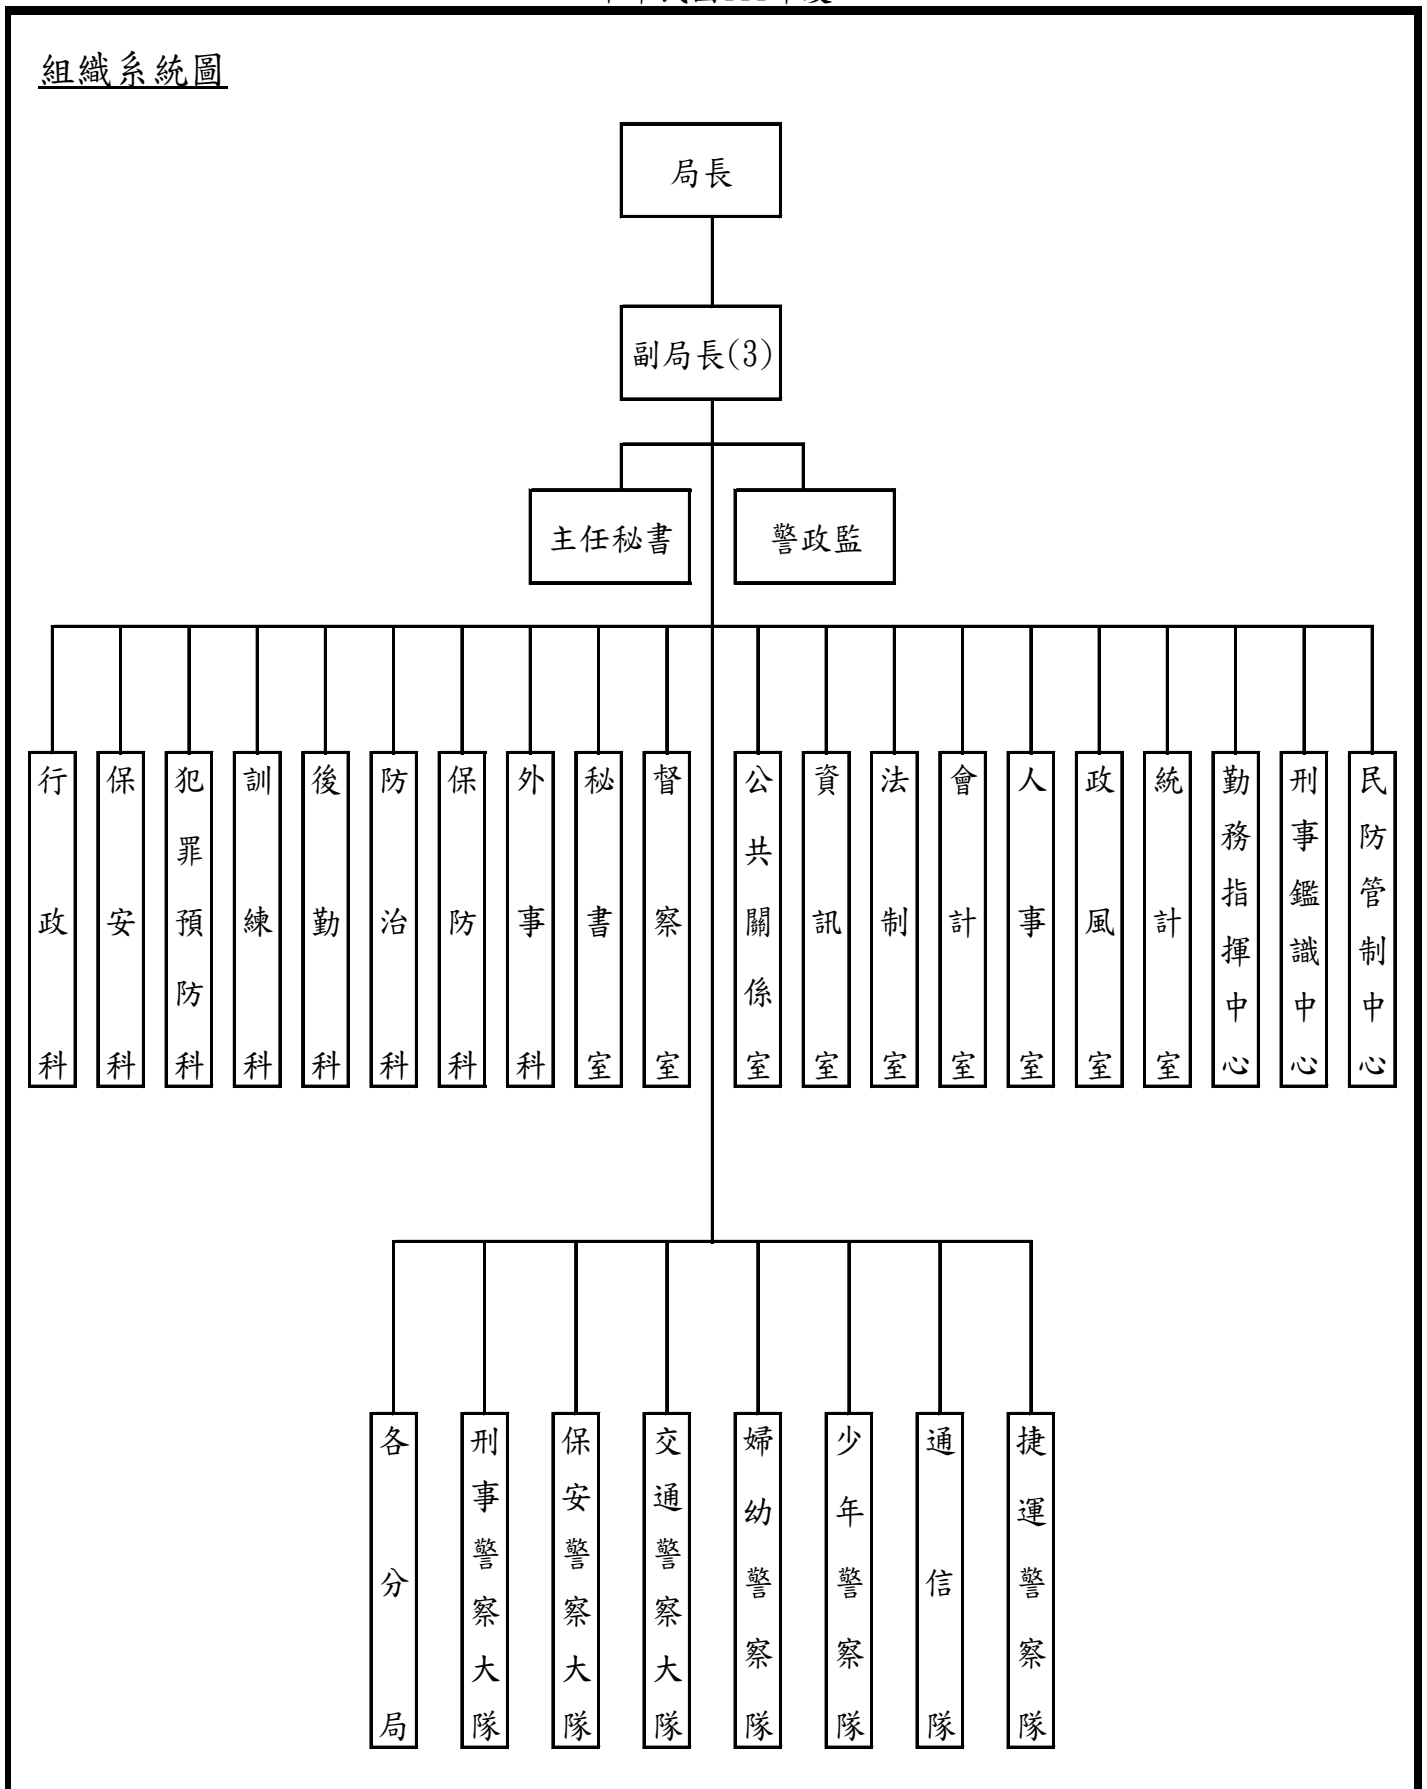 組織系統圖
局長
副局長(3)
主任秘書
警政監
行政科
保安科
犯罪預防科
訓練科
後勤科
防治科
保防科
外事科
秘書室
督察室
公共關係室
資訊室
法制室
會計室
人事室
政風室
統計室
勤務指揮中心
刑事鑑識中心
民防管制中心
各分局
刑事警察大隊
保安警察大隊
交通警察大隊
婦幼警察隊
少年警察隊
通信隊
捷運警察隊